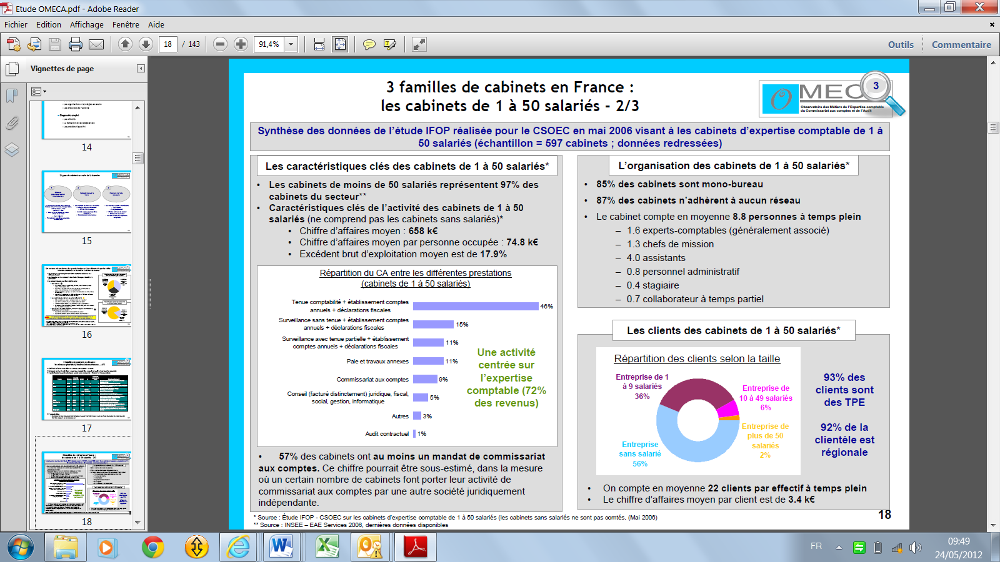 Etude OMECA.pdf - Adobe Reader
Fichier Edition Affichage Fenêtre Aide
18 / 143
91,4%
Outils Commentaire
Vignettes de page
14
15
16
17
18
3 familles de cabinets en France :
les cabinets de 1 à 50 salariés - 2/3
OMEC
3
Observatoire des Métiers de l'Expertise comptable
du Commissariat aux comptes et de l'Audit
Synthèse des données de l'étude IFOP réalisée pour le CSOEC en mai 2006 visant à les cabinets d'expertise comptable de 1 à
50 salariés (échantillon = 597 cabinets ; données redressées)
Les caractéristiques clés des cabinets de 1 à 50 salariés*
• Les cabinets de moins de 50 salariés représentent 97% des
cabinets du secteur**
• Caractéristiques clés de l'activité des cabinets de 1 à 50
salariés (ne comprend pas les cabinets sans salariés)*
• Chiffre d'affaires moyen : 658 k€
• Chiffre d'affaires moyen par personne occupée : 74.8 k€
• Excédent brut d'exploitation moyen est de 17.9%
Répartition du CA entre les différentes prestations
(cabinets de 1 à 50 salariés)
Tenue comptabilité + établissement comptes
annuels + déclarations fiscales
46%
Surveillance sans tenue + établissement comptes
annuels + déclarations fiscales
15%
Surveillance avec tenue partielle + établissement
comptes annuels + déclarations fiscales
11%
Paie et travaux annexes
11%
Commissariat aux comptes
9%
Conseil (facturé distinctement) juridique, fiscal,
social, gestion, informatique
5%
Autres
3%
Audit contractuel
1%
Une activité
centrée sur
l'expertise
comptable (72%
des revenus)
• 57% des cabinets ont au moins un mandat de commissariat
aux comptes. Ce chiffre pourrait être sous-estimé, dans la mesure
où un certain nombre de cabinets font porter leur activité de
commissariat aux comptes par une autre société juridiquement
indépendante.
L'organisation des cabinets de 1 à 50 salariés*
• 85% des cabinets sont mono-bureau
• 87% des cabinets n'adhèrent à aucun réseau
• Le cabinet compte en moyenne 8.8 personnes à temps plein
– 1.6 experts-comptables (généralement associé)
– 1.3 chefs de mission
– 4.0 assistants
– 0.8 personnel administratif
– 0.4 stagiaire
– 0.7 collaborateur à temps partiel
Les clients des cabinets de 1 à 50 salariés*
Répartition des clients selon la taille
Entreprise de 1
à 9 salariés
36%
Entreprise de
10 à 49 salariés
6%
Entreprise de
plus de 50
salariés
2%
Entreprise
sans salarié
56%
93% des
clients sont
des TPE
92% de la
clientèle est
régionale
• On compte en moyenne 22 clients par effectif à temps plein
• Le chiffre d'affaires moyen par client est de 3.4 k€
* Source : Étude IFOP - CSOEC sur les cabinets d'expertise comptable de 1 à 50 salariés (les cabinets sans salariés ne sont pas comtés, (Mai 2006)
** Source : INSEE – EAE Services 2006, dernières données disponibles
18
FR
09:49
24/05/2012